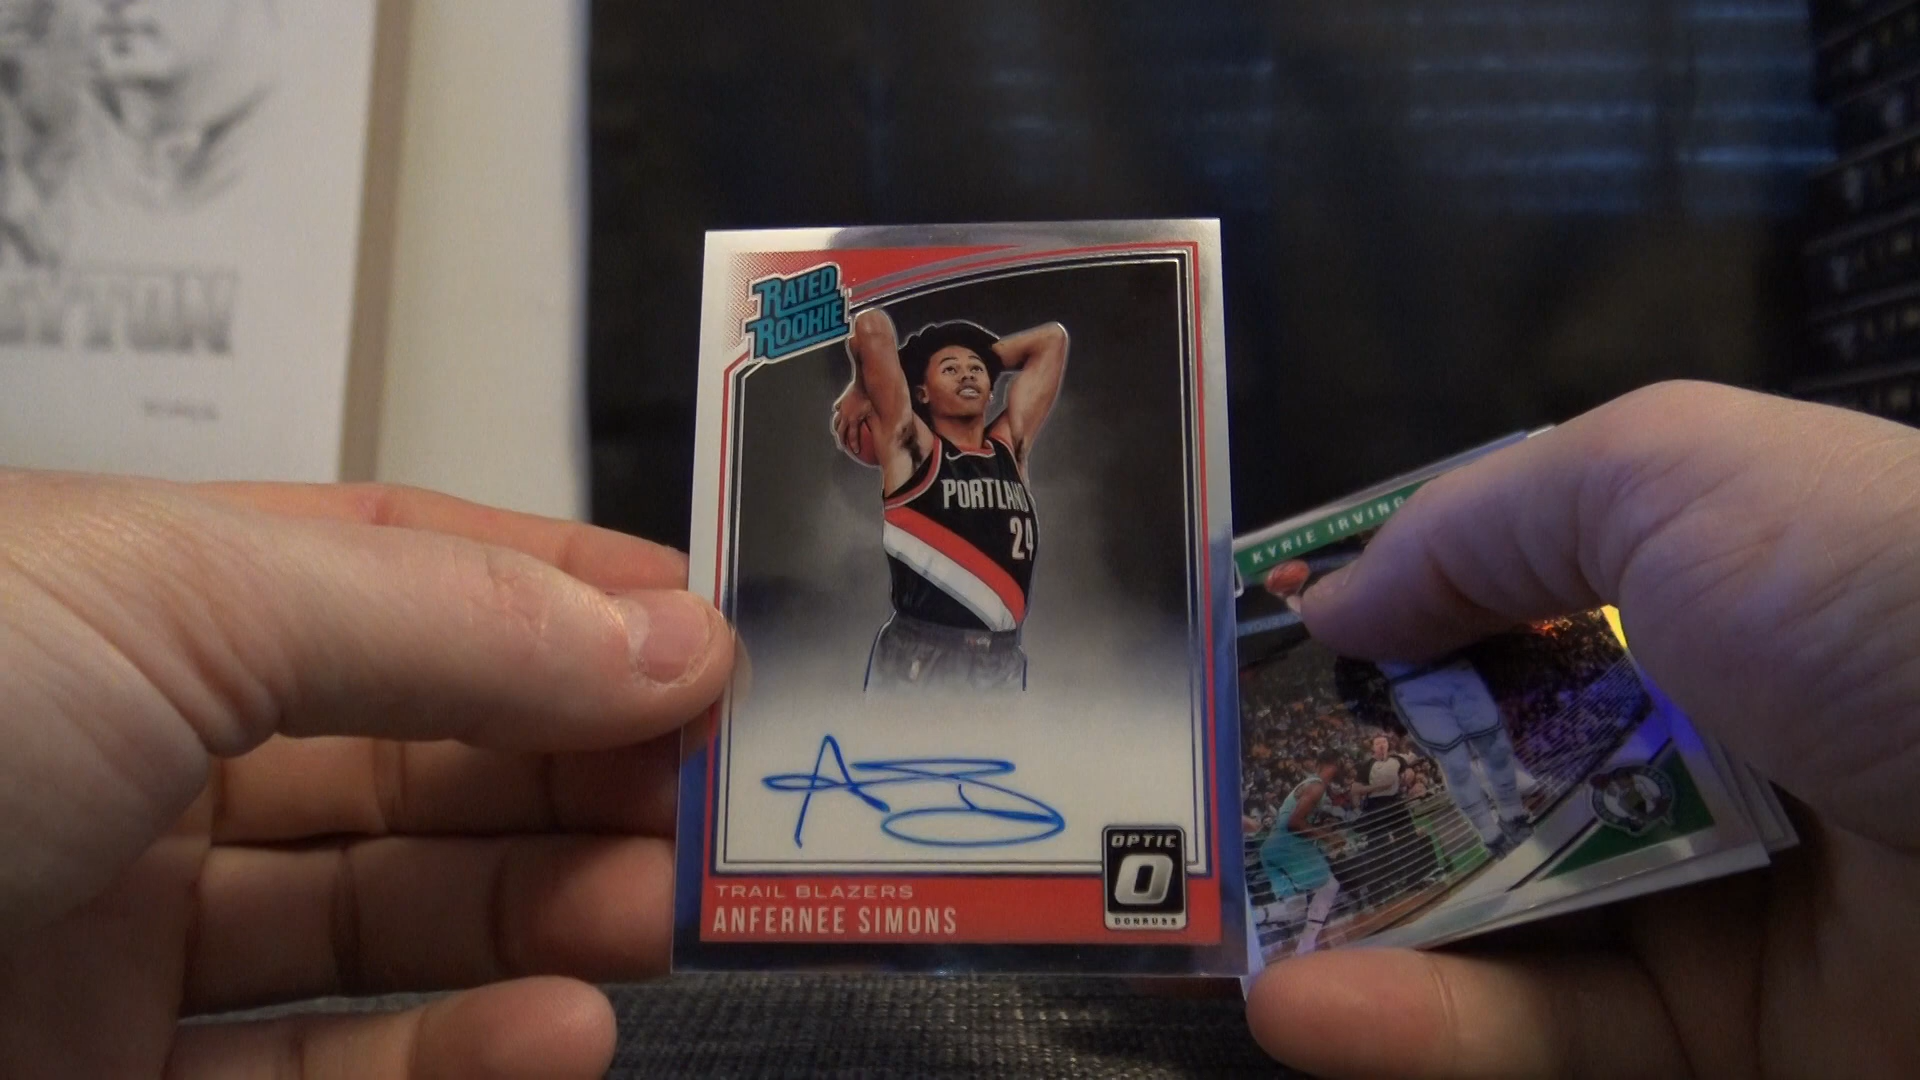 RATED
ROOKIE
PORTLAND
24
OPTIC
DONRUSS
TRAIL BLAZERS
ANFERNEE SIMONS
KYRIE IRVING